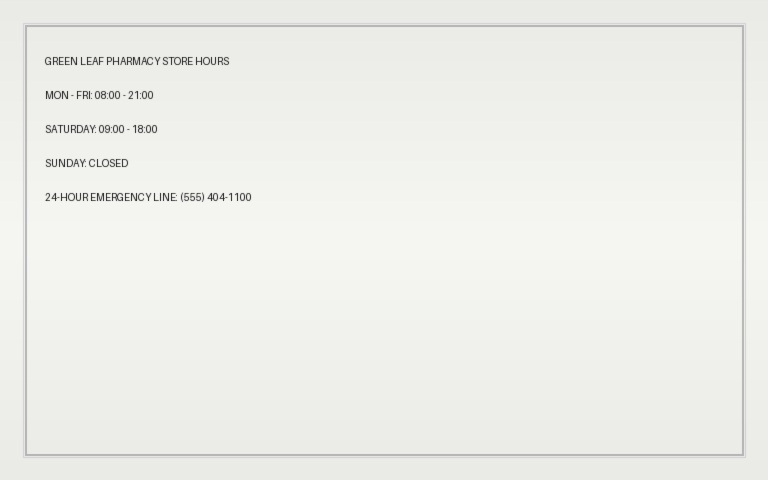 GREEN LEAF PHARMACY STORE HOURS
MON - FRI: 08:00 - 21:00
SATURDAY: 09:00 - 18:00
SUNDAY: CLOSED
24-HOUR EMERGENCY LINE: (555) 404-1100